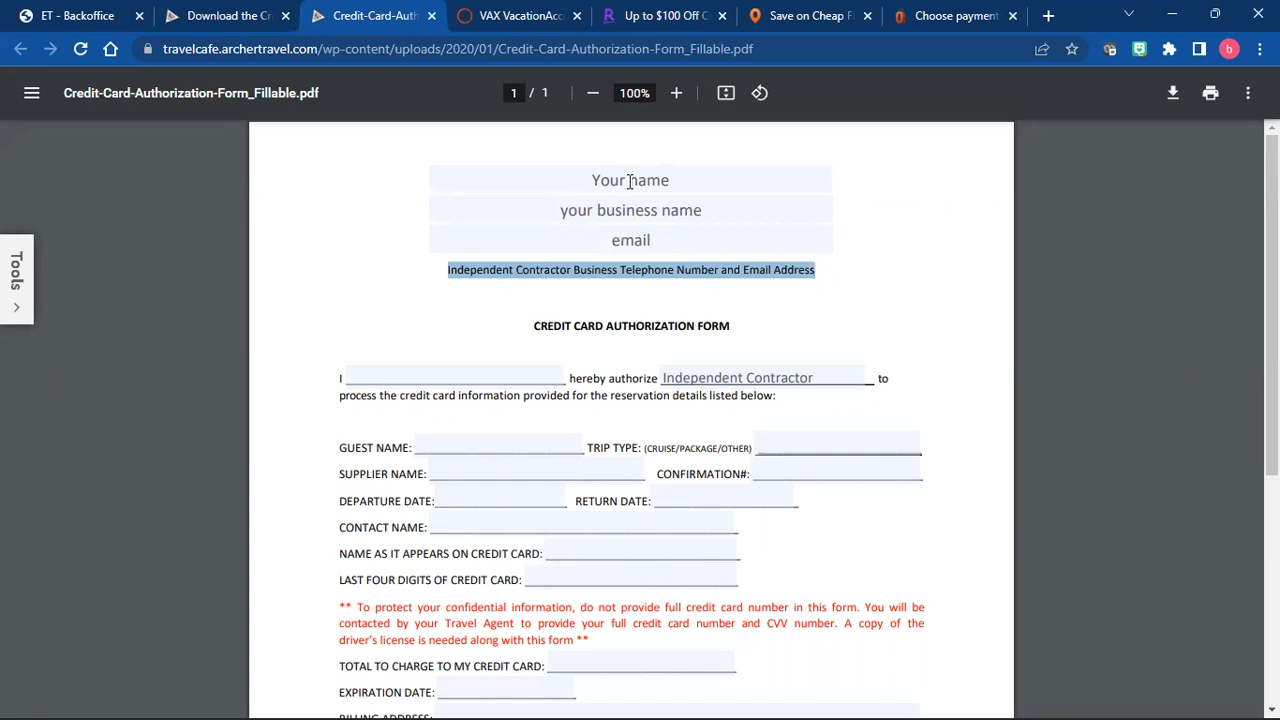 ET - Backoffice
Download the Cr
Credit-Card-Auth
VAX VacationAcce
Up to $100 Off C
Save on Cheap Fl
Choose payment
travelcafe.archertravel.com/wp-content/uploads/2020/01/Credit-Card-Authorization-Form_Fillable.pdf
b
Credit-Card-Authorization-Form_Fillable.pdf
1 / 1
100%
Tools
Your name
your business name
email
Independent Contractor Business Telephone Number and Email Address
CREDIT CARD AUTHORIZATION FORM
I hereby authorize Independent Contractor to
process the credit card information provided for the reservation details listed below:
GUEST NAME: TRIP TYPE: (CRUISE/PACKAGE/OTHER)
SUPPLIER NAME: CONFIRMATION#:
DEPARTURE DATE: RETURN DATE:
CONTACT NAME:
NAME AS IT APPEARS ON CREDIT CARD:
LAST FOUR DIGITS OF CREDIT CARD:
** To protect your confidential information, do not provide full credit card number in this form. You will be
contacted by your Travel Agent to provide your full credit card number and CVV number. A copy of the
driver's license is needed along with this form **
TOTAL TO CHARGE TO MY CREDIT CARD:
EXPIRATION DATE:
BILLING ADDRESS: